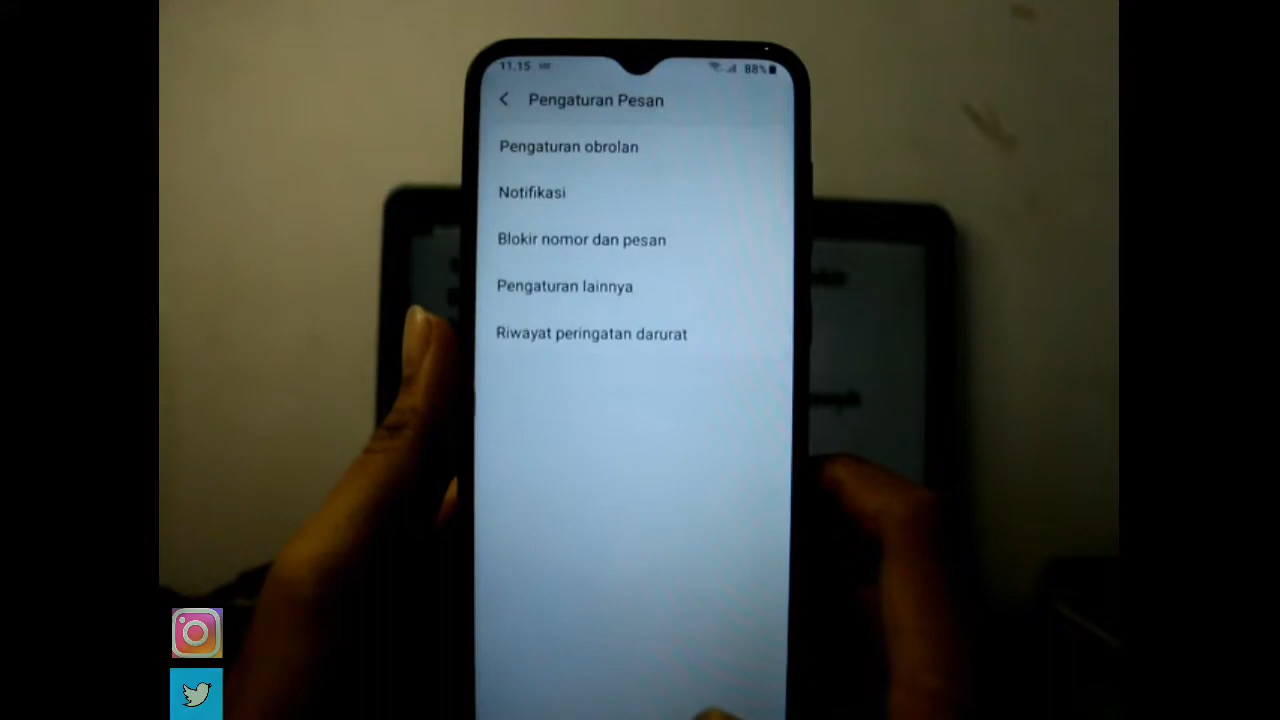 11.15
88%
Pengaturan Pesan
Pengaturan obrolan
Notifikasi
Blokir nomor dan pesan
Pengaturan lainnya
Riwayat peringatan darurat